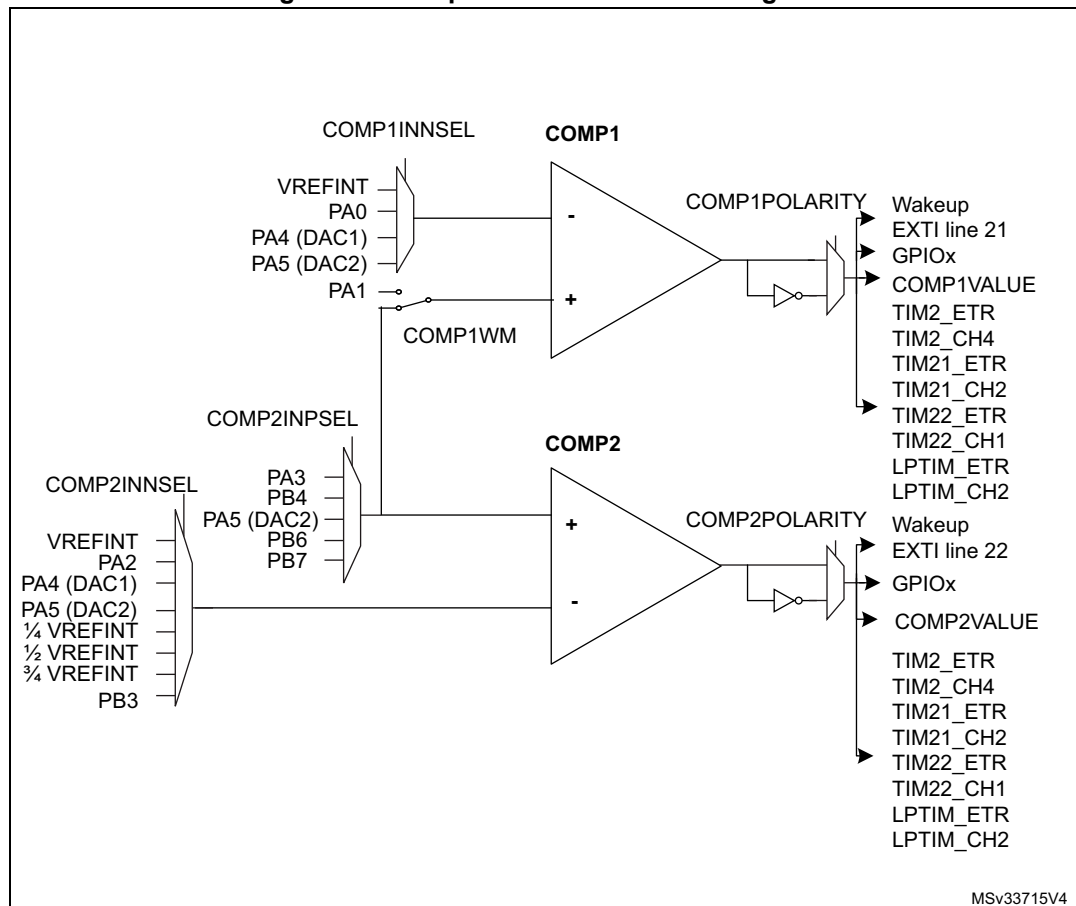 COMP1INNSEL
COMP1
VREFINT
PA0
PA4 (DAC1)
PA5 (DAC2)
PA1
-
+
COMP1WM
COMP1POLARITY
Wakeup
EXTI line 21
GPIOx
COMP1VALUE
TIM2_ETR
TIM2_CH4
TIM21_ETR
TIM21_CH2
TIM22_ETR
TIM22_CH1
LPTIM_ETR
LPTIM_CH2
COMP2INPSEL
COMP2
PA3
PB4
PA5 (DAC2)
PB6
PB7
COMP2INNSEL
VREFINT
PA2
PA4 (DAC1)
PA5 (DAC2)
¼ VREFINT
½ VREFINT
¾ VREFINT
PB3
+
-
COMP2POLARITY
Wakeup
EXTI line 22
GPIOx
COMP2VALUE
TIM2_ETR
TIM2_CH4
TIM21_ETR
TIM21_CH2
TIM22_ETR
TIM22_CH1
LPTIM_ETR
LPTIM_CH2
MSv33715V4